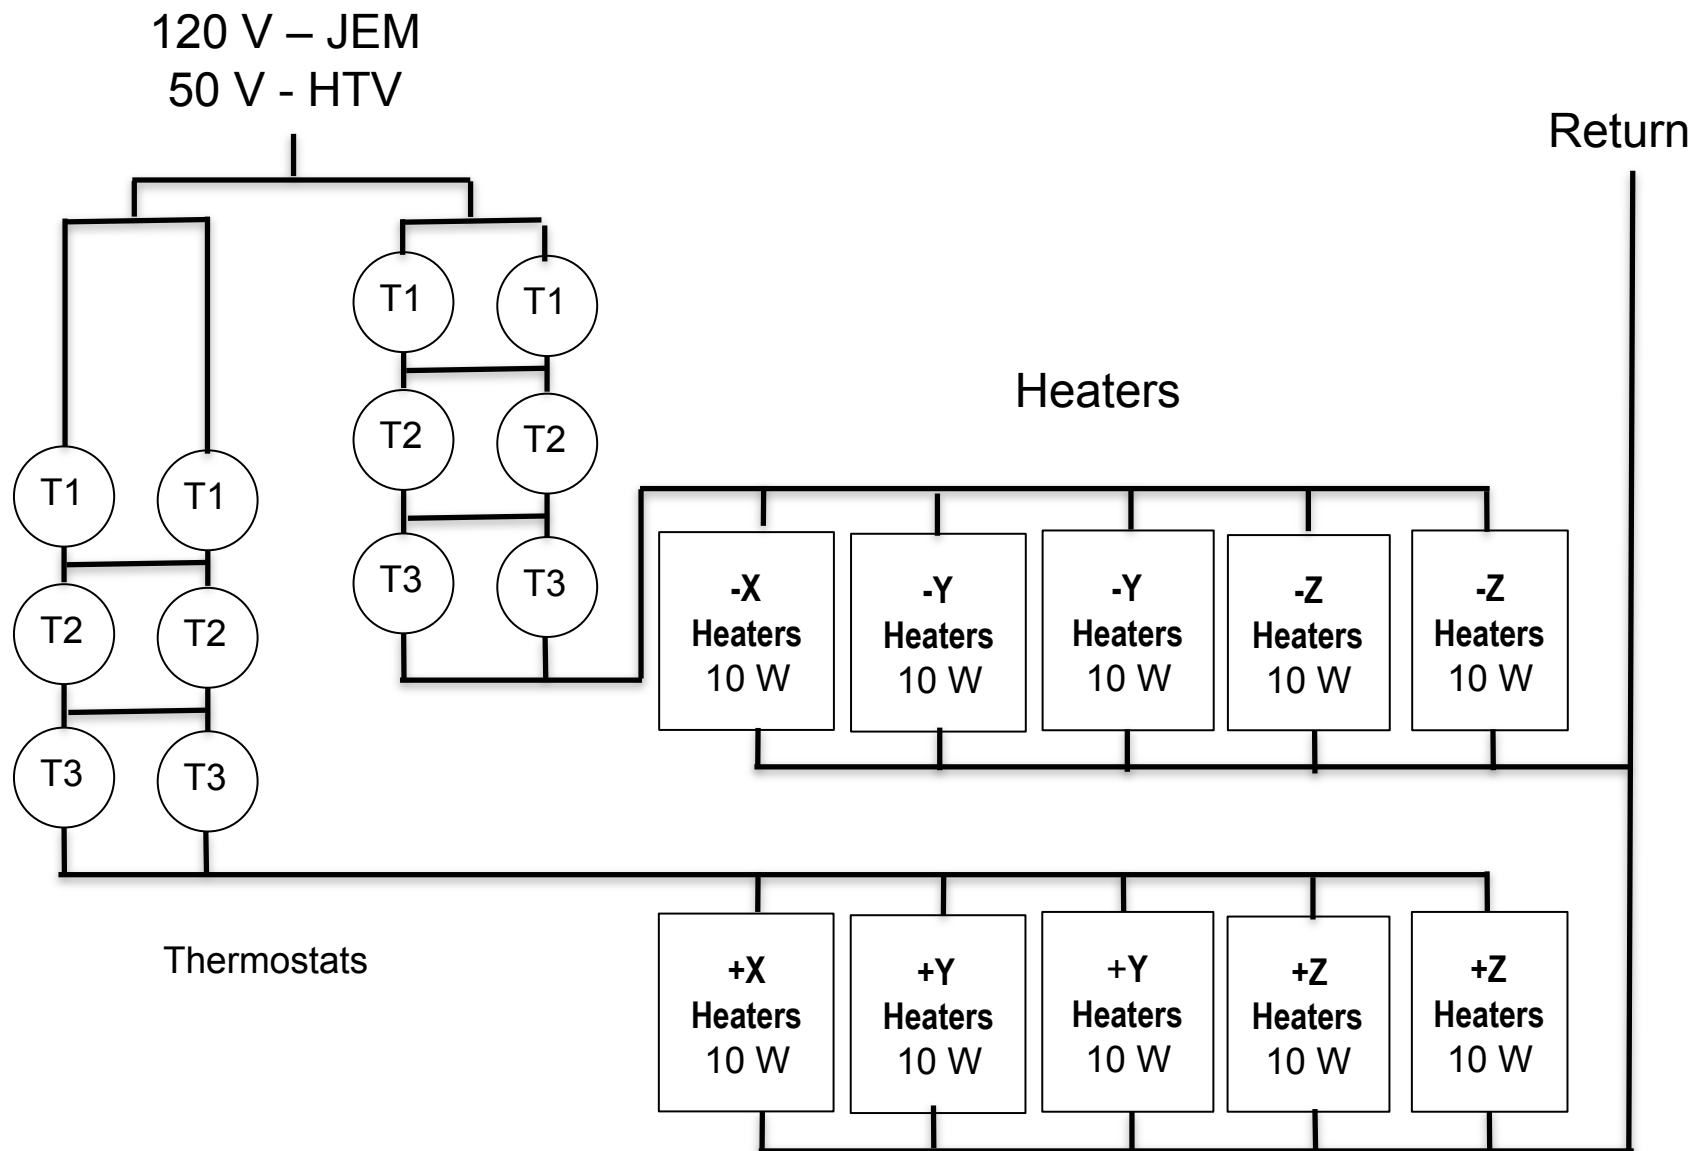 120 V – JEM
50 V - HTV
Return
T1
T1
T2
T2
T3
T3
Heaters
T1
T1
T2
T2
T3
T3
-X
Heaters
10 W
-Y
Heaters
10 W
-Y
Heaters
10 W
-Z
Heaters
10 W
-Z
Heaters
10 W
Thermostats
+X
Heaters
10 W
+Y
Heaters
10 W
+Y
Heaters
10 W
+Z
Heaters
10 W
+Z
Heaters
10 W